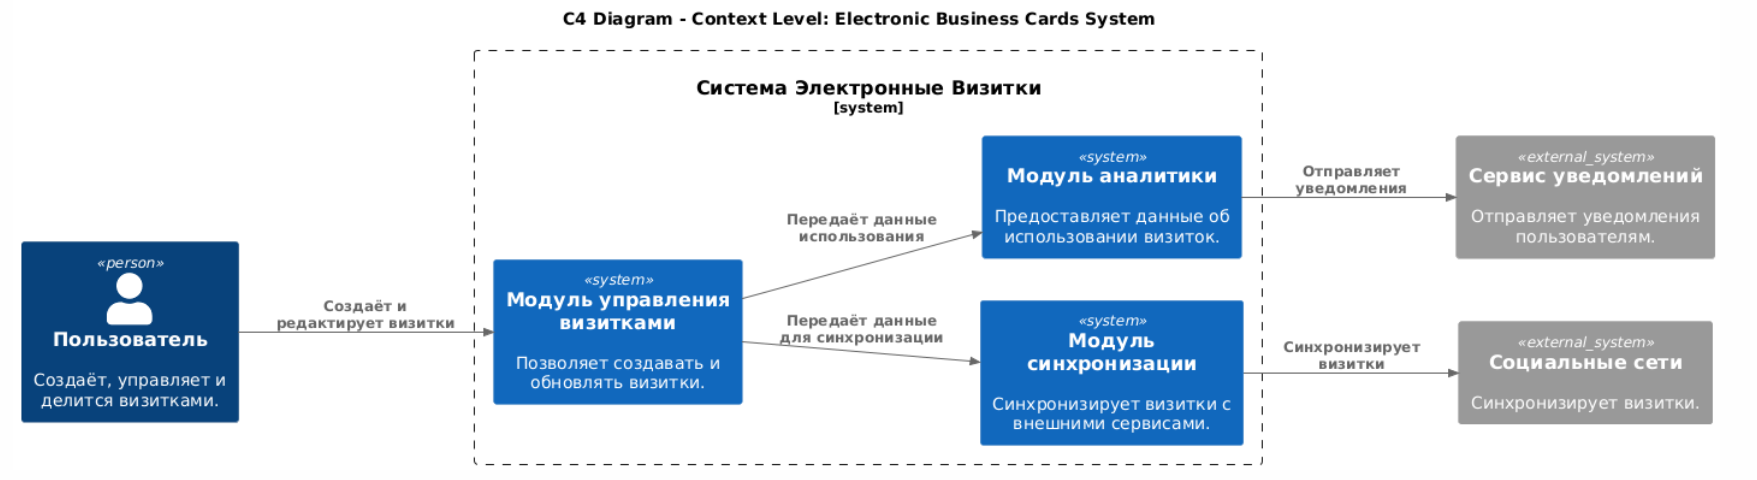 C4 Diagram - Context Level: Electronic Business Cards System
Система Электронные Визитки
[system]
«person»
Пользователь
Создаёт, управляет и
делится визитками.
Создаёт и
редактирует визитки
«system»
Модуль управления
визитками
Позволяет создавать и
обновлять визитки.
Передаёт данные
использования
Передаёт данные
для синхронизации
«system»
Модуль аналитики
Предоставляет данные об
использовании визиток.
«system»
Модуль
синхронизации
Синхронизирует визитки с
внешними сервисами.
Отправляет
уведомления
Синхронизирует
визитки
«external_system»
Сервис уведомлений
Отправляет уведомления
пользователям.
«external_system»
Социальные сети
Синхронизирует визитки.